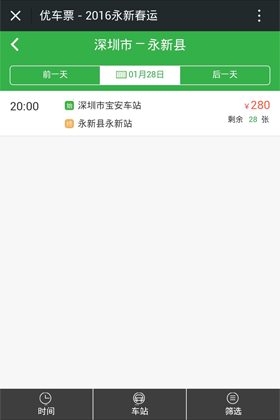 优车票 - 2016永新春运
深圳市 — 永新县
前一天 01月28日 后一天
20:00 始 深圳市宝安车站 ¥280
终 永新县永新站 剩余 28 张
时间 车站 筛选